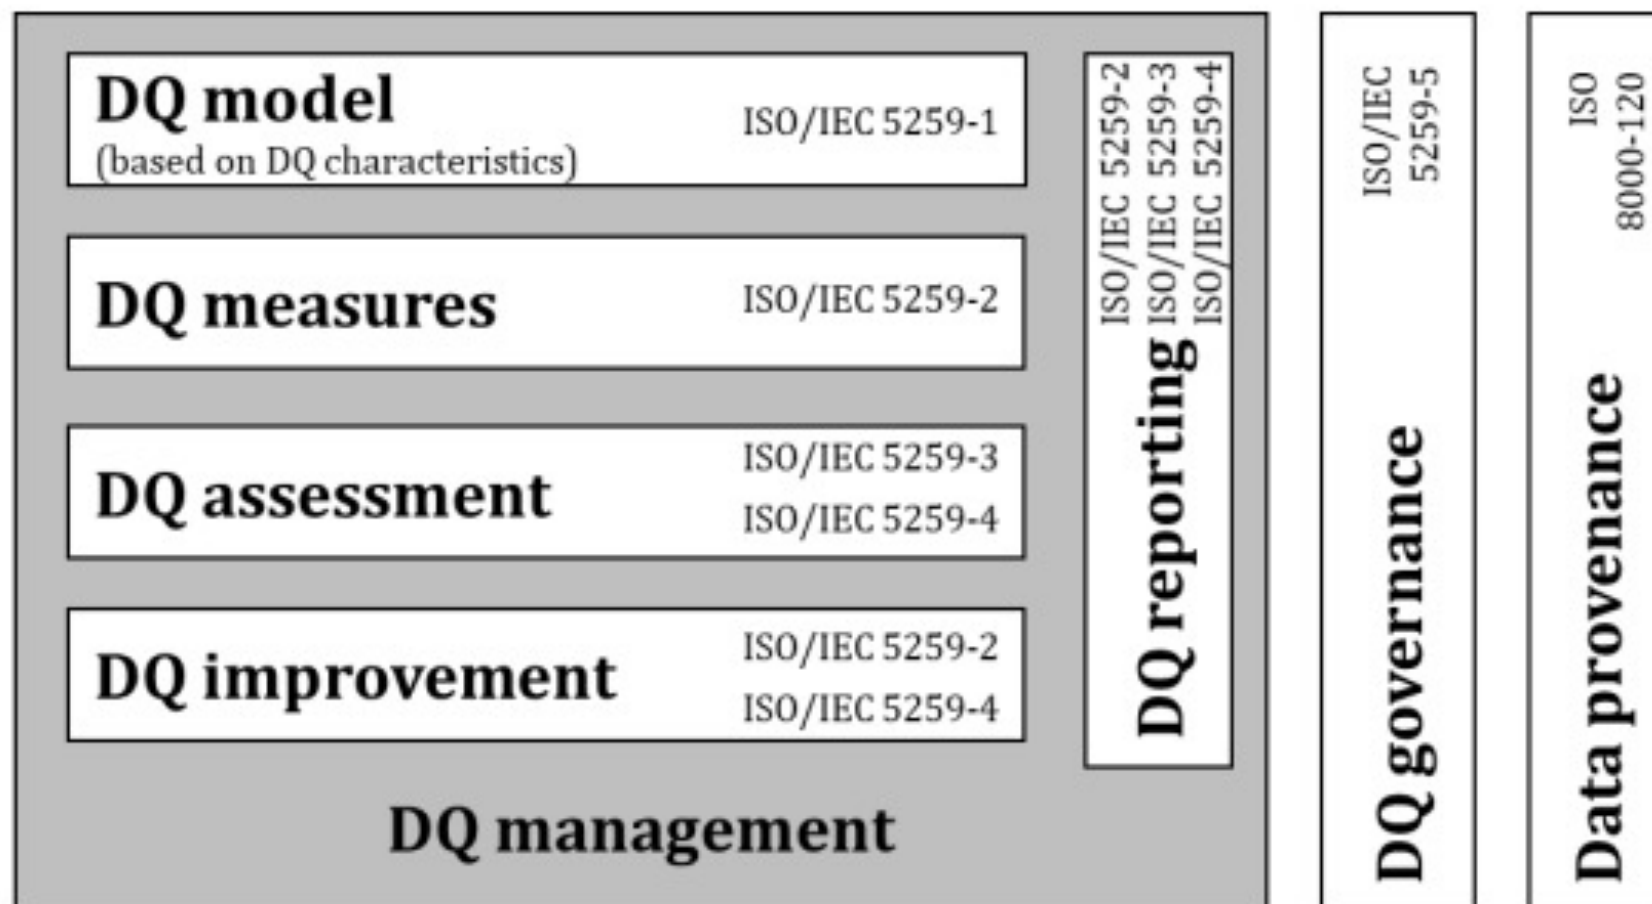 DQ model
(based on DQ characteristics)
ISO/IEC 5259-1
DQ measures
ISO/IEC 5259-2
DQ assessment
ISO/IEC 5259-3
ISO/IEC 5259-4
DQ improvement
ISO/IEC 5259-2
ISO/IEC 5259-4
DQ management
DQ reporting
ISO/IEC 5259-2
ISO/IEC 5259-3
ISO/IEC 5259-4
DQ governance
ISO/IEC
5259-5
Data provenance
ISO
8000-120